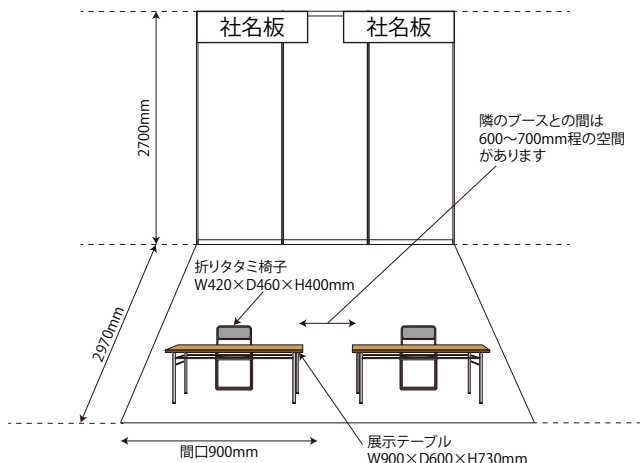 社名板
社名板
2700mm
隣のブースとの間は
600～700mm程の空間
があります
折りタタミ椅子
W420×D460×H400mm
2970mm
間口900mm
展示テーブル
W900×D600×H730mm